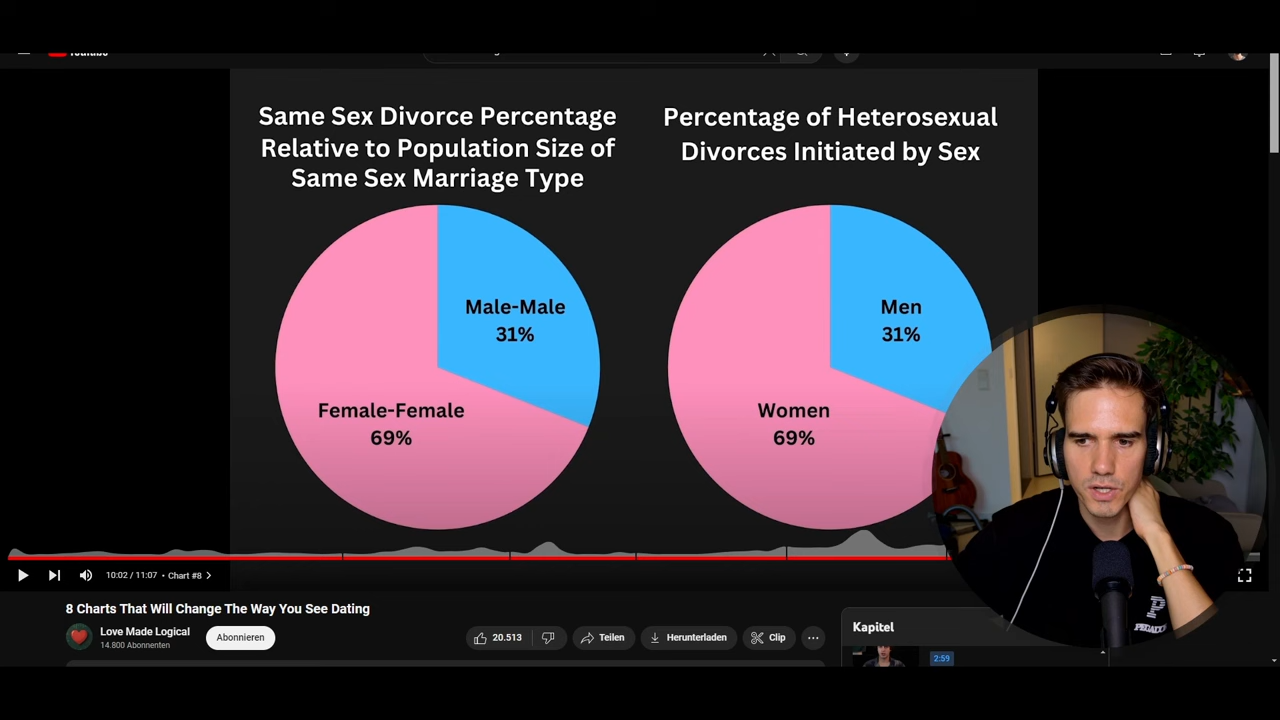 Same Sex Divorce Percentage
Relative to Population Size of
Same Sex Marriage Type
Percentage of Heterosexual
Divorces Initiated by Sex
Male-Male
31%
Female-Female
69%
Men
31%
Women
69%
10:02 / 11:07 • Chart #8
8 Charts That Will Change The Way You See Dating
Love Made Logical
14.800 Abonnenten
Abonnieren
20.513
Teilen
Herunterladen
Clip
Kapitel
2:59